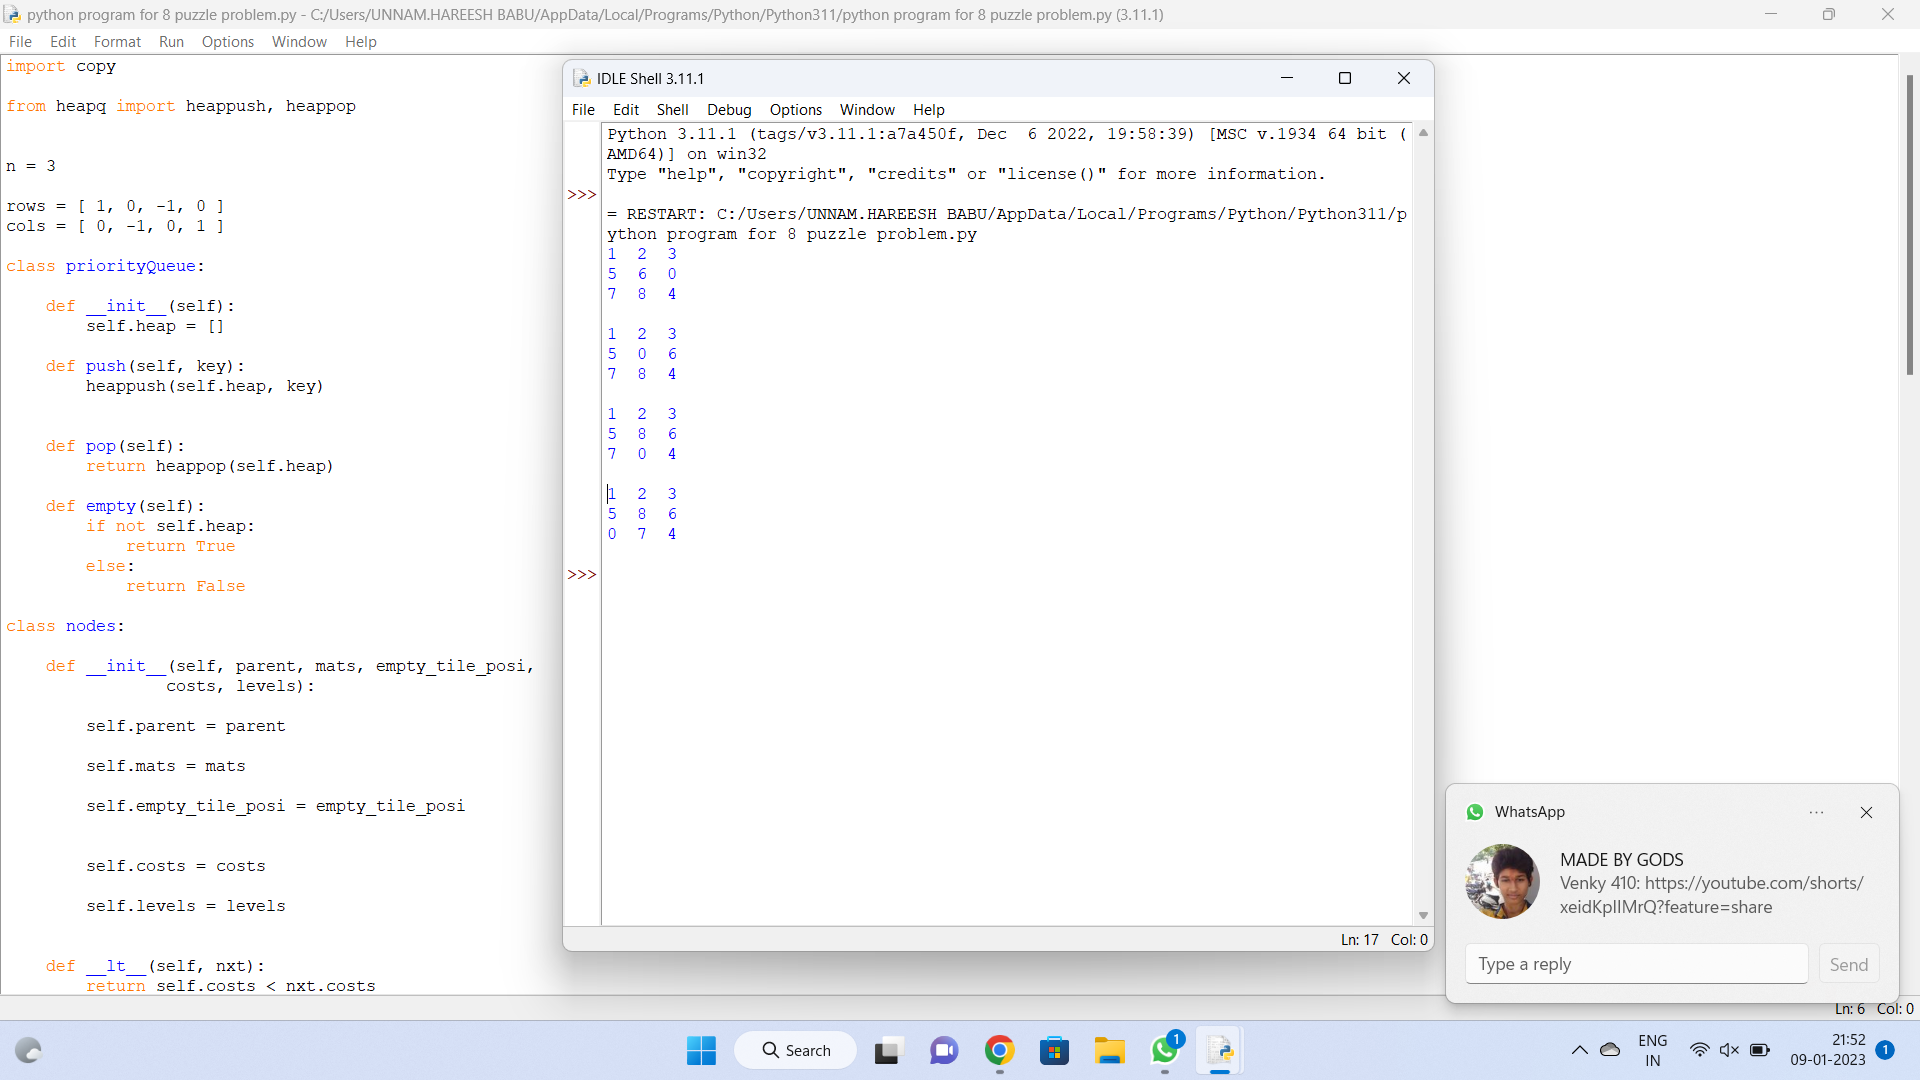 python program for 8 puzzle problem.py - C:/Users/UNNAM.HAREESH BABU/AppData/Local/Programs/Python/Python311/python program for 8 puzzle problem.py (3.11.1)
File Edit Format Run Options Window Help
import copy
from heapq import heappush, heappop
n = 3
rows = [ 1, 0, -1, 0 ]
cols = [ 0, -1, 0, 1 ]
class priorityQueue:
def __init__(self):
self.heap = []
def push(self, key):
heappush(self.heap, key)
def pop(self):
return heappop(self.heap)
def empty(self):
if not self.heap:
return True
else:
return False
class nodes:
def __init__(self, parent, mats, empty_tile_posi,
costs, levels):
self.parent = parent
self.mats = mats
self.empty_tile_posi = empty_tile_posi
self.costs = costs
self.levels = levels
def __lt__(self, nxt):
return self.costs < nxt.costs
Ln: 6 Col: 0
IDLE Shell 3.11.1
File Edit Shell Debug Options Window Help
Python 3.11.1 (tags/v3.11.1:a7a450f, Dec  6 2022, 19:58:39) [MSC v.1934 64 bit (
AMD64)] on win32
Type "help", "copyright", "credits" or "license()" for more information.
>>>
= RESTART: C:/Users/UNNAM.HAREESH BABU/AppData/Local/Programs/Python/Python311/p
ython program for 8 puzzle problem.py
1 2 3
5 6 0
7 8 4
1 2 3
5 0 6
7 8 4
1 2 3
5 8 6
7 0 4
1 2 3
5 8 6
0 7 4
>>>
Ln: 17 Col: 0
WhatsApp
MADE BY GODS
Venky 410: https://youtube.com/shorts/
xeidKpIlMrQ?feature=share
Type a reply
Send
Search
1
ENG
IN
21:52
09-01-2023
1